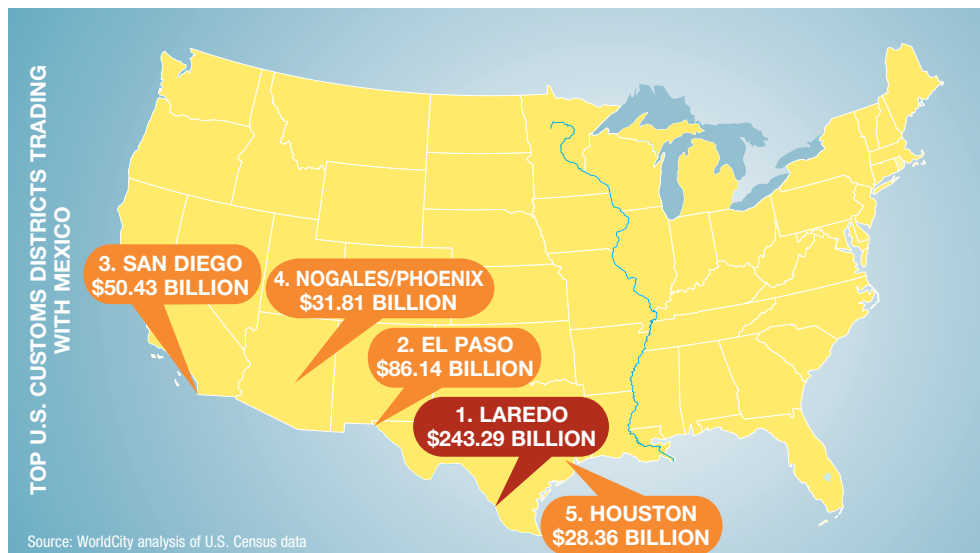 TOP U.S. CUSTOMS DISTRICTS TRADING
WITH MEXICO
3. SAN DIEGO
$50.43 BILLION
4. NOGALES/PHOENIX
$31.81 BILLION
2. EL PASO
$86.14 BILLION
1. LAREDO
$243.29 BILLION
5. HOUSTON
$28.36 BILLION
Source: WorldCity analysis of U.S. Census data